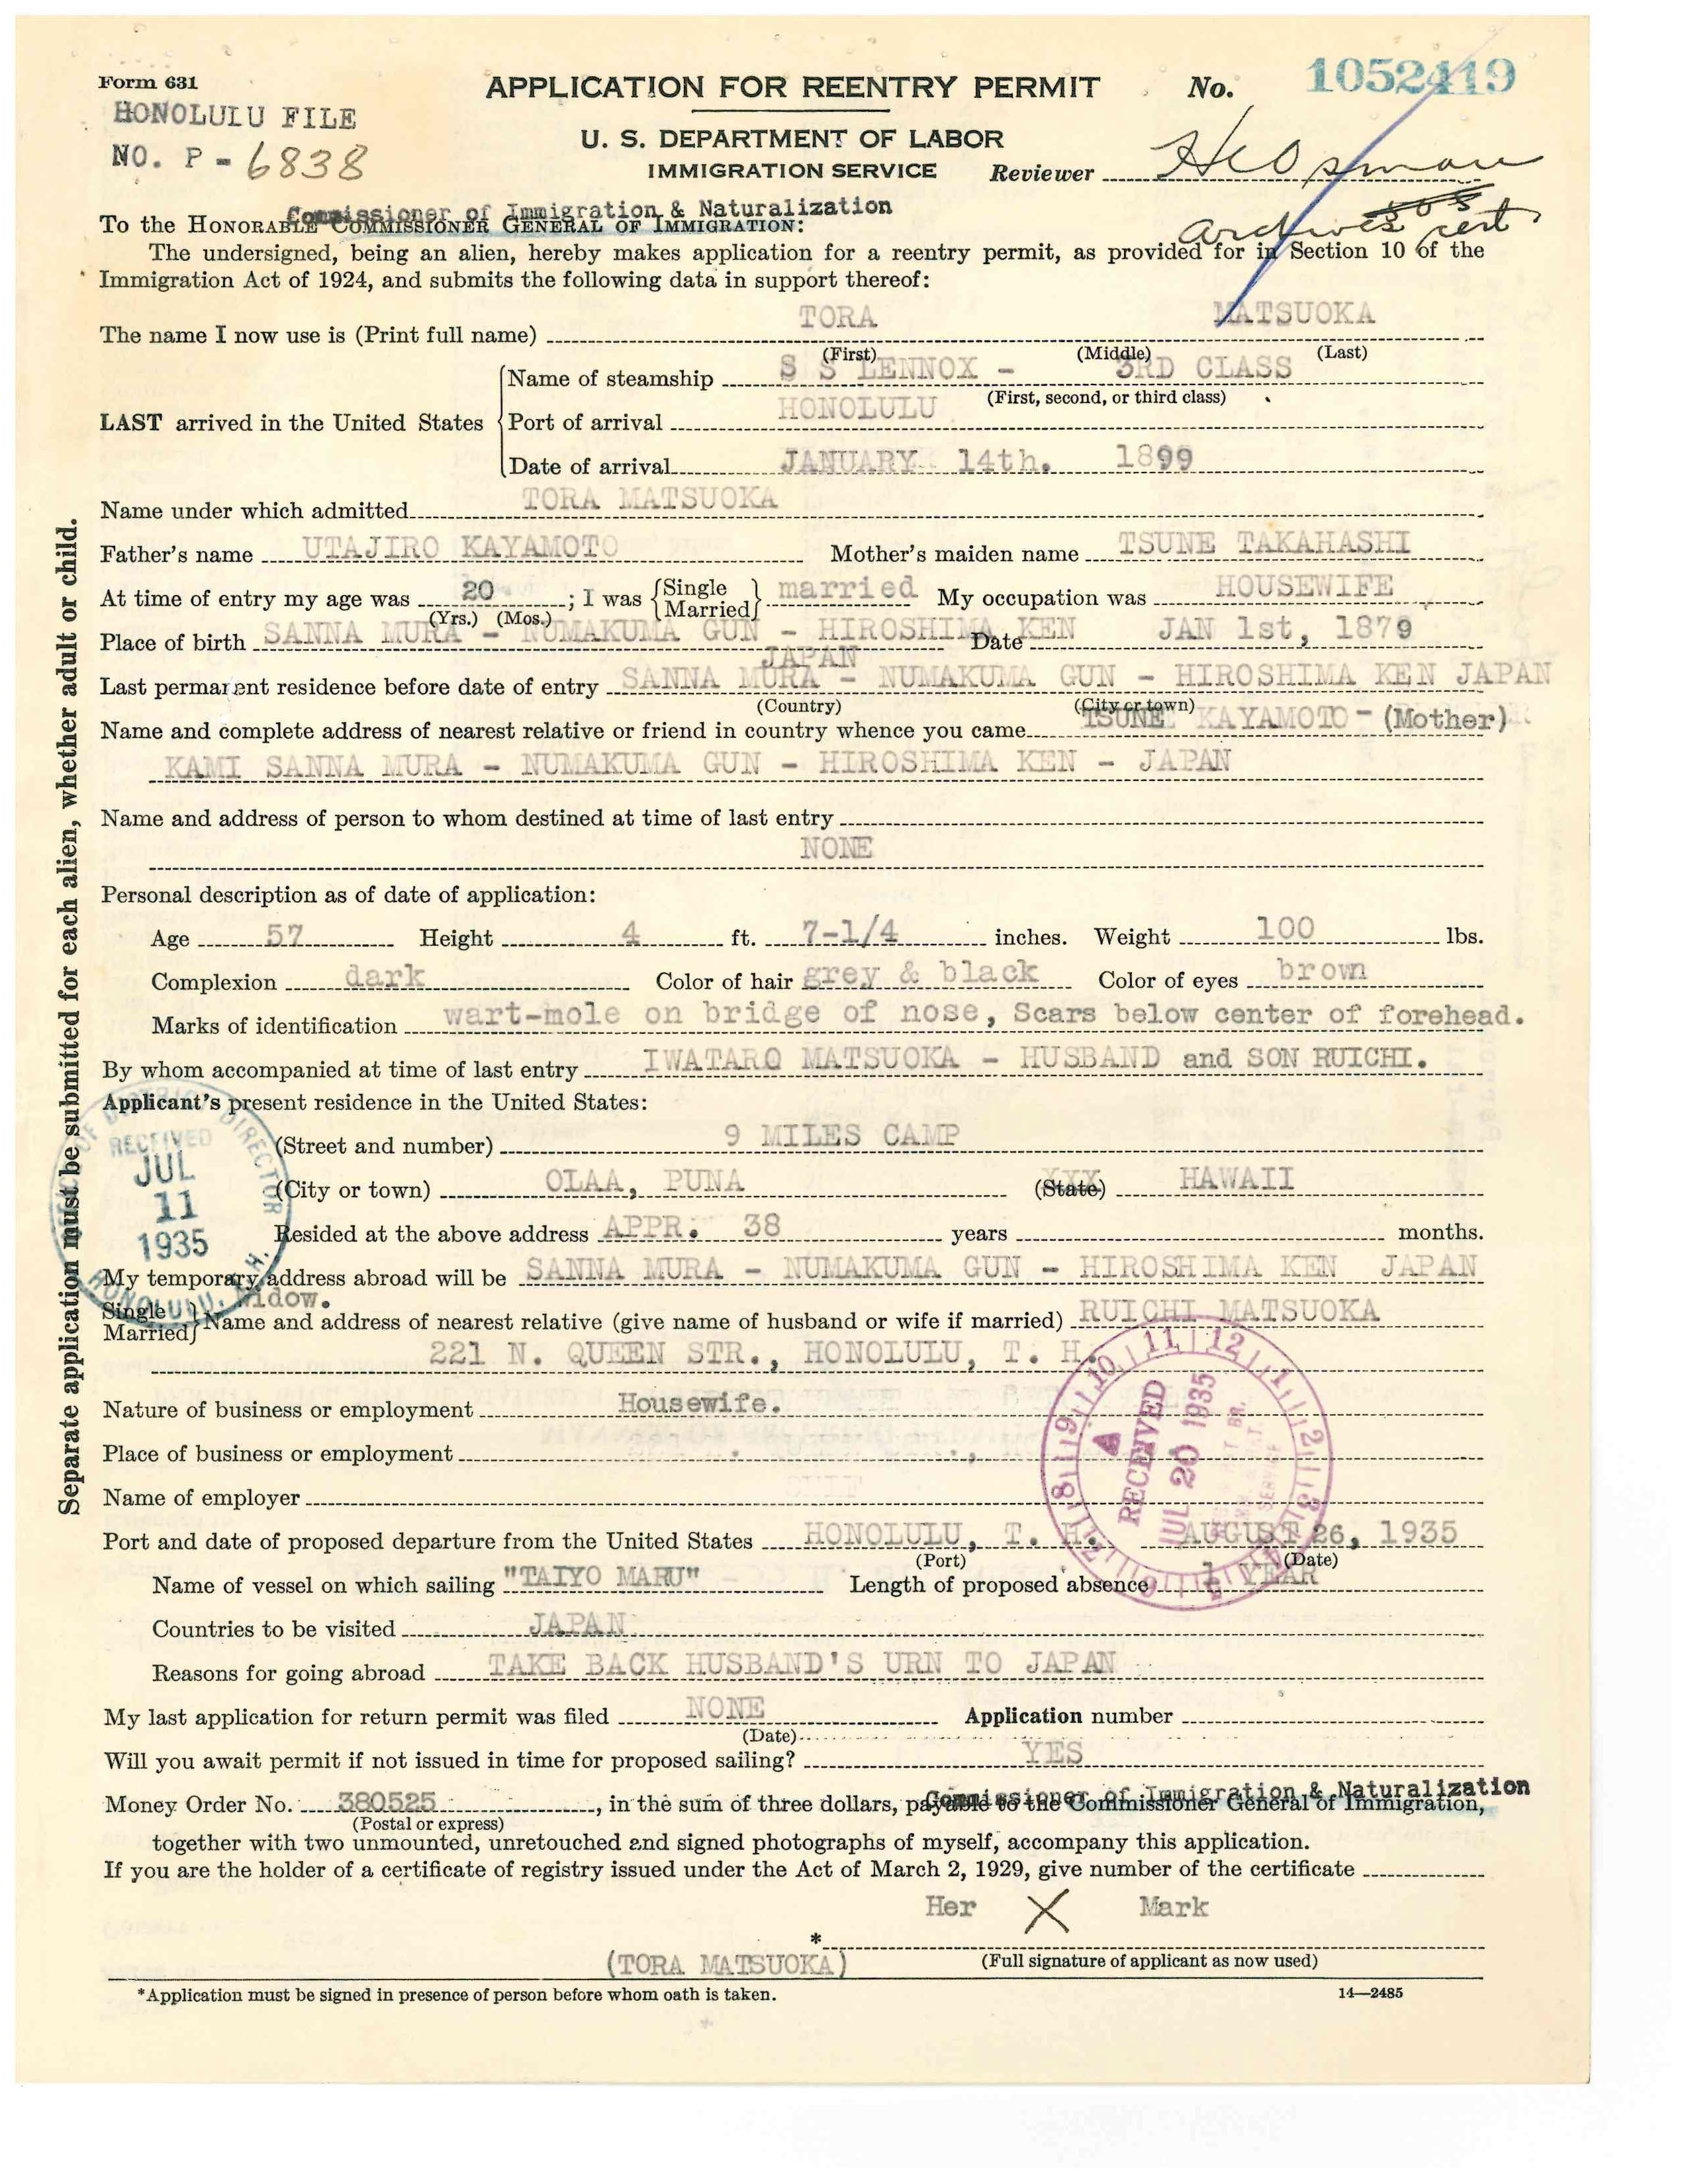 Form 631
APPLICATION FOR REENTRY PERMIT
No. 1052419
HONOLULU FILE
NO. P - 6838
U. S. DEPARTMENT OF LABOR
IMMIGRATION SERVICE
Reviewer HCOsman
308
Archives cert
Commissioner of Immigration & Naturalization
To the HONORABLE COMMISSIONER GENERAL OF IMMIGRATION:
The undersigned, being an alien, hereby makes application for a reentry permit, as provided for in Section 10 of the
Immigration Act of 1924, and submits the following data in support thereof:
The name I now use is (Print full name) TORA MATSUOKA
(First) (Middle) (Last)
LAST arrived in the United States
Name of steamship S S LENNOX - 3RD CLASS
(First, second, or third class)
Port of arrival HONOLULU
Date of arrival JANUARY 14th. 1899
Name under which admitted TORA MATSUOKA
Father's name UTAJIRO KAYAMOTO Mother's maiden name TSUNE TAKAHASHI
At time of entry my age was 20 ; I was {Single Married} married My occupation was HOUSEWIFE
(Yrs.) (Mos.)
Place of birth SANNA MURA - NUMAKUMA GUN - HIROSHIMA KEN Date JAN 1st, 1879
JAPAN
Last permanent residence before date of entry SANNA MURA - NUMAKUMA GUN - HIROSHIMA KEN JAPAN
(Country) (City or town)
Name and complete address of nearest relative or friend in country whence you came TSUNE KAYAMOTO - (Mother)
KAMI SANNA MURA - NUMAKUMA GUN - HIROSHIMA KEN - JAPAN
Name and address of person to whom destined at time of last entry
NONE
Personal description as of date of application:
Age 57 Height 4 ft. 7-1/4 inches. Weight 100 lbs.
Complexion dark Color of hair grey & black Color of eyes brown
Marks of identification wart-mole on bridge of nose, Scars below center of forehead.
By whom accompanied at time of last entry IWATARO MATSUOKA - HUSBAND and SON RUICHI.
Applicant's present residence in the United States:
(Street and number) 9 MILES CAMP
(City or town) OLAA, PUNA (State) XXX HAWAII
Resided at the above address APPR. 38 years months.
My temporary address abroad will be SANNA MURA - NUMAKUMA GUN - HIROSHIMA KEN JAPAN
Widow.
Single Married} Name and address of nearest relative (give name of husband or wife if married) RUICHI MATSUOKA
221 N. QUEEN STR., HONOLULU, T. H.
Nature of business or employment Housewife.
Place of business or employment
Name of employer
Port and date of proposed departure from the United States HONOLULU, T. H. AUGUST 26, 1935
(Port) (Date)
Name of vessel on which sailing "TAIYO MARU" Length of proposed absence 1 YEAR
Countries to be visited JAPAN
Reasons for going abroad TAKE BACK HUSBAND'S URN TO JAPAN
My last application for return permit was filed NONE Application number
(Date)
Will you await permit if not issued in time for proposed sailing? YES
Commissioner of Immigration & Naturalization
Money Order No. 380525, in the sum of three dollars, payable to the Commissioner General of Immigration,
(Postal or express)
together with two unmounted, unretouched and signed photographs of myself, accompany this application.
If you are the holder of a certificate of registry issued under the Act of March 2, 1929, give number of the certificate
Her X Mark
*
(TORA MATSUOKA) (Full signature of applicant as now used)
*Application must be signed in presence of person before whom oath is taken.
14—2485
Separate application must be submitted for each alien, whether adult or child.
OF DISTRICT DIRECTOR
RECEIVED
JUL
11
1935
HONOLULU, T. H.
11 12 1 2 3 4 5 6 7 8 9 10
RECEIVED
JUL 20 1935
SERVICE